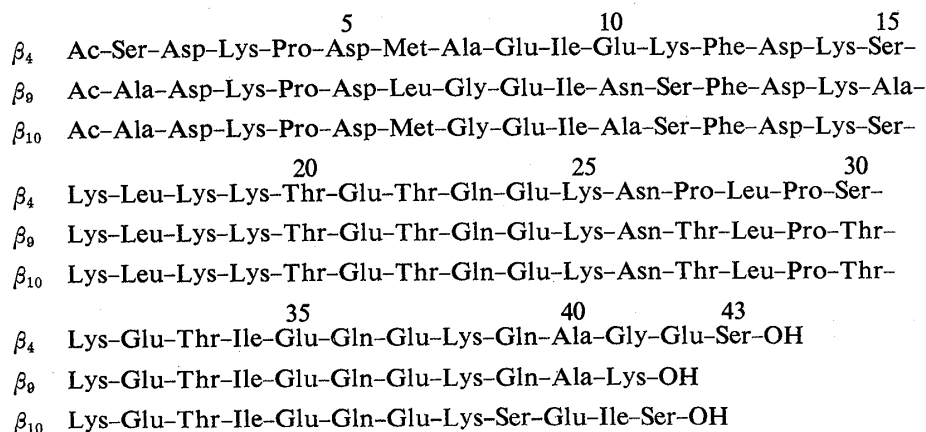 5 10 15
β₄ Ac–Ser–Asp–Lys–Pro–Asp–Met–Ala–Glu–Ile–Glu–Lys–Phe–Asp–Lys–Ser–
β₉ Ac–Ala–Asp–Lys–Pro–Asp–Leu–Gly–Glu–Ile–Asn–Ser–Phe–Asp–Lys–Ala–
β₁₀ Ac–Ala–Asp–Lys–Pro–Asp–Met–Gly–Glu–Ile–Ala–Ser–Phe–Asp–Lys–Ser–
20 25 30
β₄ Lys–Leu–Lys–Lys–Thr–Glu–Thr–Gln–Glu–Lys–Asn–Pro–Leu–Pro–Ser–
β₉ Lys–Leu–Lys–Lys–Thr–Glu–Thr–Gln–Glu–Lys–Asn–Thr–Leu–Pro–Thr–
β₁₀ Lys–Leu–Lys–Lys–Thr–Glu–Thr–Gln–Glu–Lys–Asn–Thr–Leu–Pro–Thr–
35 40 43
β₄ Lys–Glu–Thr–Ile–Glu–Gln–Glu–Lys–Gln–Ala–Gly–Glu–Ser–OH
β₉ Lys–Glu–Thr–Ile–Glu–Gln–Glu–Lys–Gln–Ala–Lys–OH
β₁₀ Lys–Glu–Thr–Ile–Glu–Gln–Glu–Lys–Ser–Glu–Ile–Ser–OH